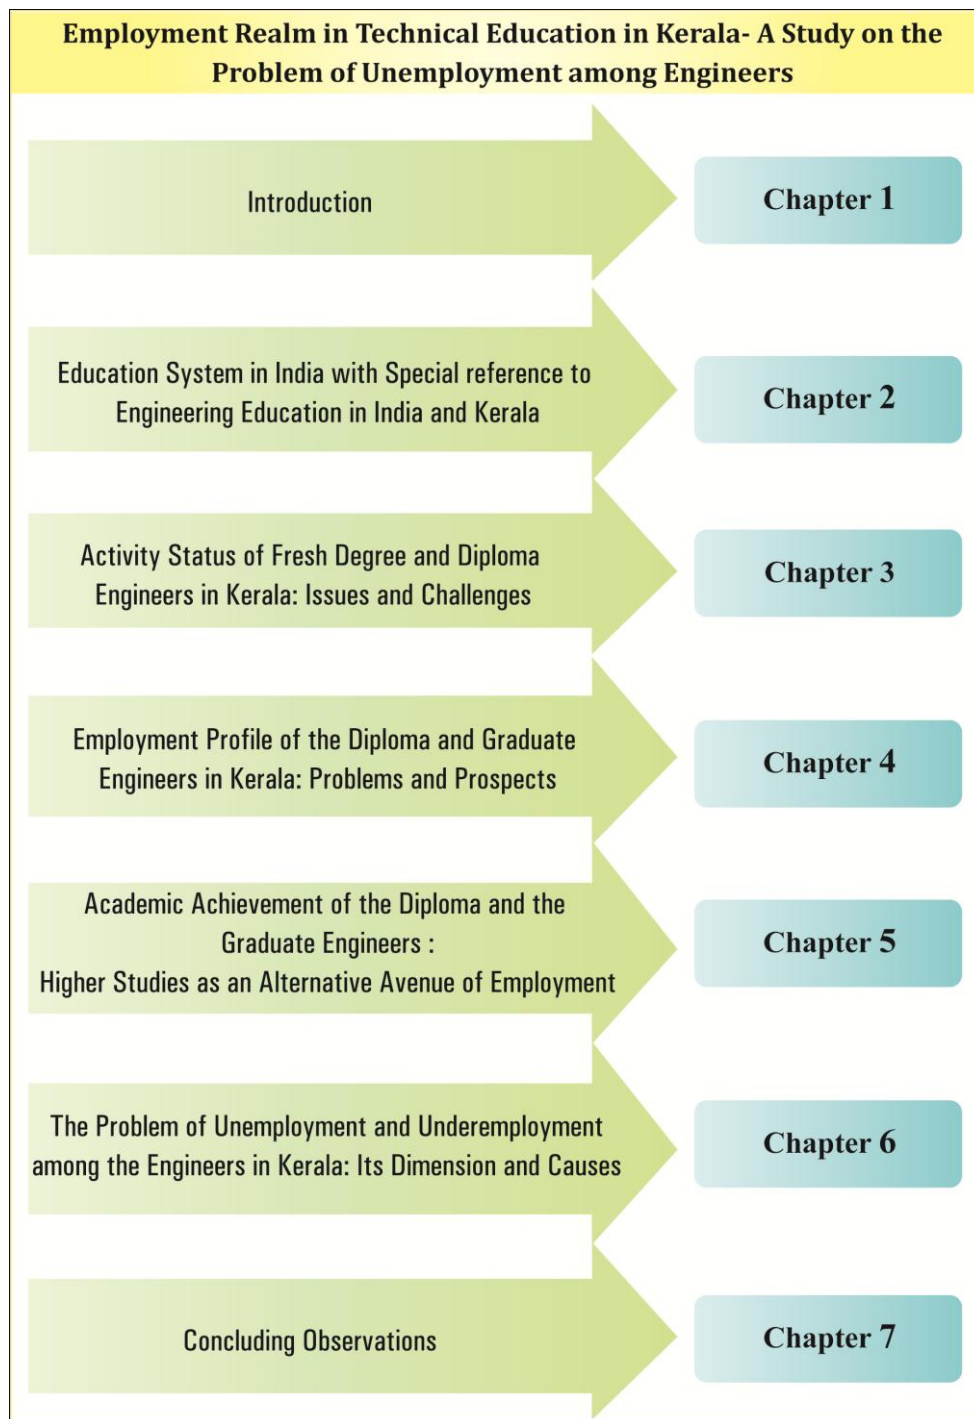 Employment Realm in Technical Education in Kerala- A Study on the
Problem of Unemployment among Engineers
Introduction
Chapter 1
Education System in India with Special reference to
Engineering Education in India and Kerala
Chapter 2
Activity Status of Fresh Degree and Diploma
Engineers in Kerala: Issues and Challenges
Chapter 3
Employment Profile of the Diploma and Graduate
Engineers in Kerala: Problems and Prospects
Chapter 4
Academic Achievement of the Diploma and the
Graduate Engineers :
Higher Studies as an Alternative Avenue of Employment
Chapter 5
The Problem of Unemployment and Underemployment
among the Engineers in Kerala: Its Dimension and Causes
Chapter 6
Concluding Observations
Chapter 7